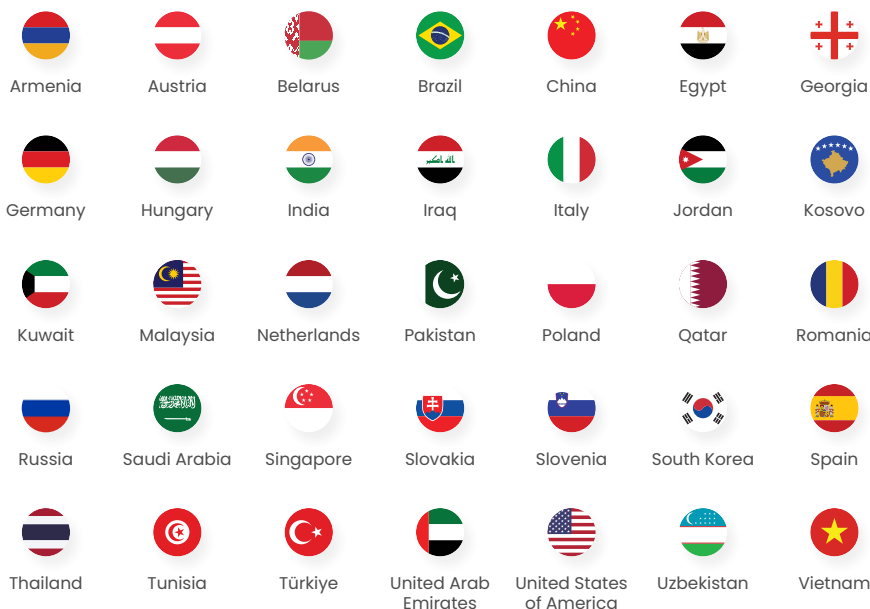 Armenia
Austria
Belarus
Brazil
China
Egypt
Georgia
Germany
Hungary
India
Iraq
Italy
Jordan
Kosovo
Kuwait
Malaysia
Netherlands
Pakistan
Poland
Qatar
Romania
Russia
Saudi Arabia
Singapore
Slovakia
Slovenia
South Korea
Spain
Thailand
Tunisia
Türkiye
United Arab
Emirates
United States
of America
Uzbekistan
Vietnam